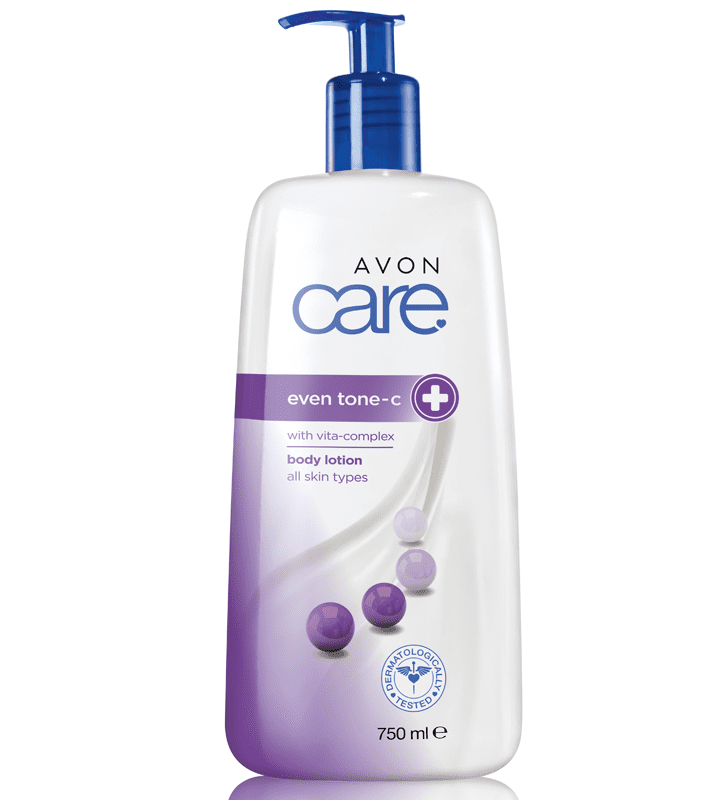 AVON
care
even tone-c
with vita-complex
body lotion
all skin types
DERMATOLOGICALLY
TESTED
750 ml e